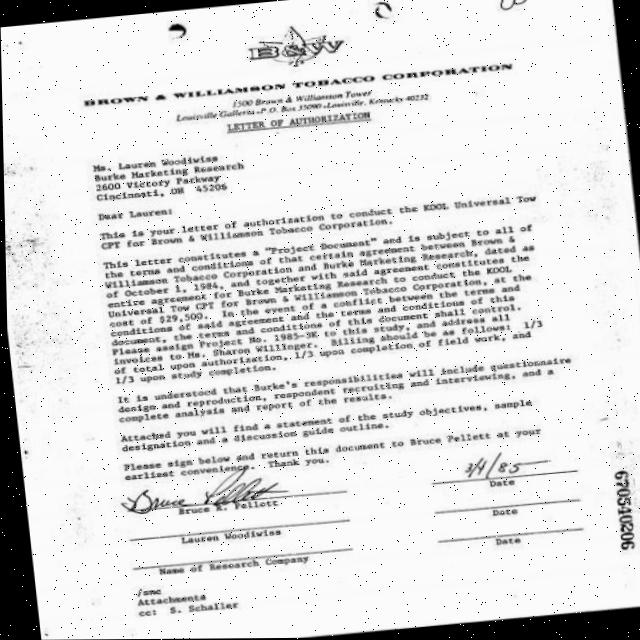 B&W
BROWN & WILLIAMSON TOBACCO CORPORATION
1500 Brown & Williamson Tower
Louisville Galleria • P.O. Box 35090 • Louisville, Kentucky 40232
LETTER OF AUTHORIZATION
Ms. Lauren Woodiwiss
Burke Marketing Research
2600 Victory Parkway
Cincinnati, OH 45206
Dear Lauren:
This is your letter of authorization to conduct the KOOL Universal Tow
CPT for Brown & Williamson Tobacco Corporation.
This letter constitutes a "Project Document" and is subject to all of
the terms and conditions of that certain agreement between Brown &
Williamson Tobacco Corporation and Burke Marketing Research, dated as
of October 1, 1984, and together with said agreement constitutes the
entire agreement for Burke Marketing Research to conduct the KOOL
Universal Tow CPT for Brown & Williamson Tobacco Corporation, at the
cost of $29,500. In the event of a conflict between the terms and
conditions of said agreement and the terms and conditions of this
document, the terms and conditions of this document shall control.
Please assign Project No. 1985-3K to this study, and address all
invoices to Ms. Sharon Willinger. Billing should be as follows: 1/3
of total upon authorization, 1/3 upon completion of field work, and
1/3 upon study completion.
It is understood that Burke's responsibilities will include questionnaire
design and reproduction, respondent recruiting and interviewing, and a
complete analysis and report of the results.
Attached you will find a statement of the study objectives, sample
designation and a discussion guide outline.
Please sign below and return this document to Bruce Pellett at your
earliest convenience. Thank you.
Bruce Pellett 3/4/85
Bruce R. Pellett Date
Lauren Woodiwiss Date
Name of Research Company Date
/smc
Attachments
cc: S. Schaller
670340206